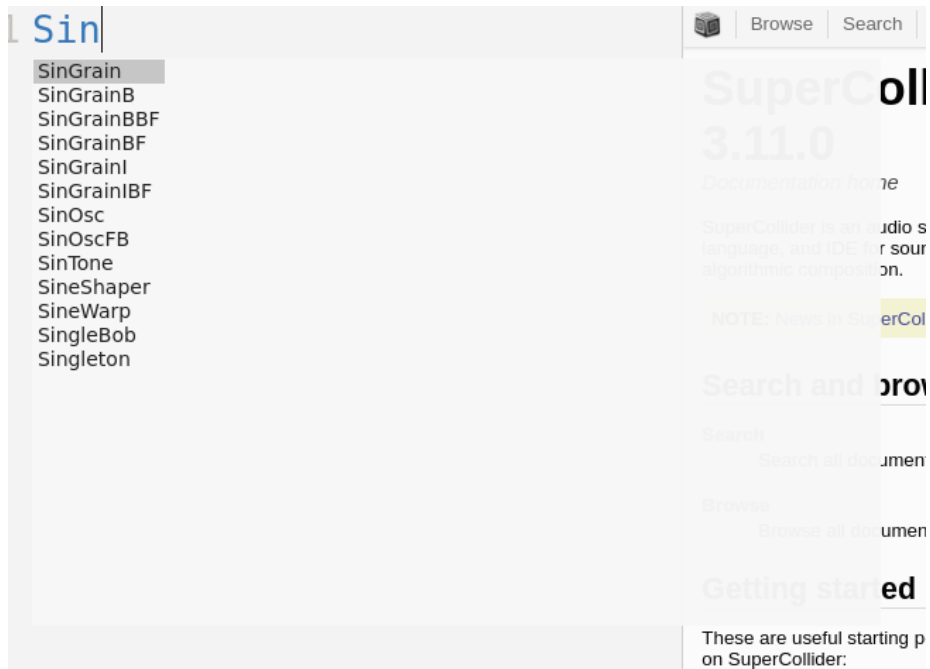 1 Sin
SinGrain
SinGrainB
SinGrainBBF
SinGrainBF
SinGrainI
SinGrainIBF
SinOsc
SinOscFB
SinTone
SineShaper
SineWarp
SingleBob
Singleton
Browse Search
SuperColl
3.11.0
Documentation home
SuperCollider is an audio s
language, and IDE for sour
algorithmic composition.
NOTE: News in SuperCol
Search and brow
Search
Search all document
Browse
Browse all documen
Getting started
These are useful starting p
on SuperCollider: